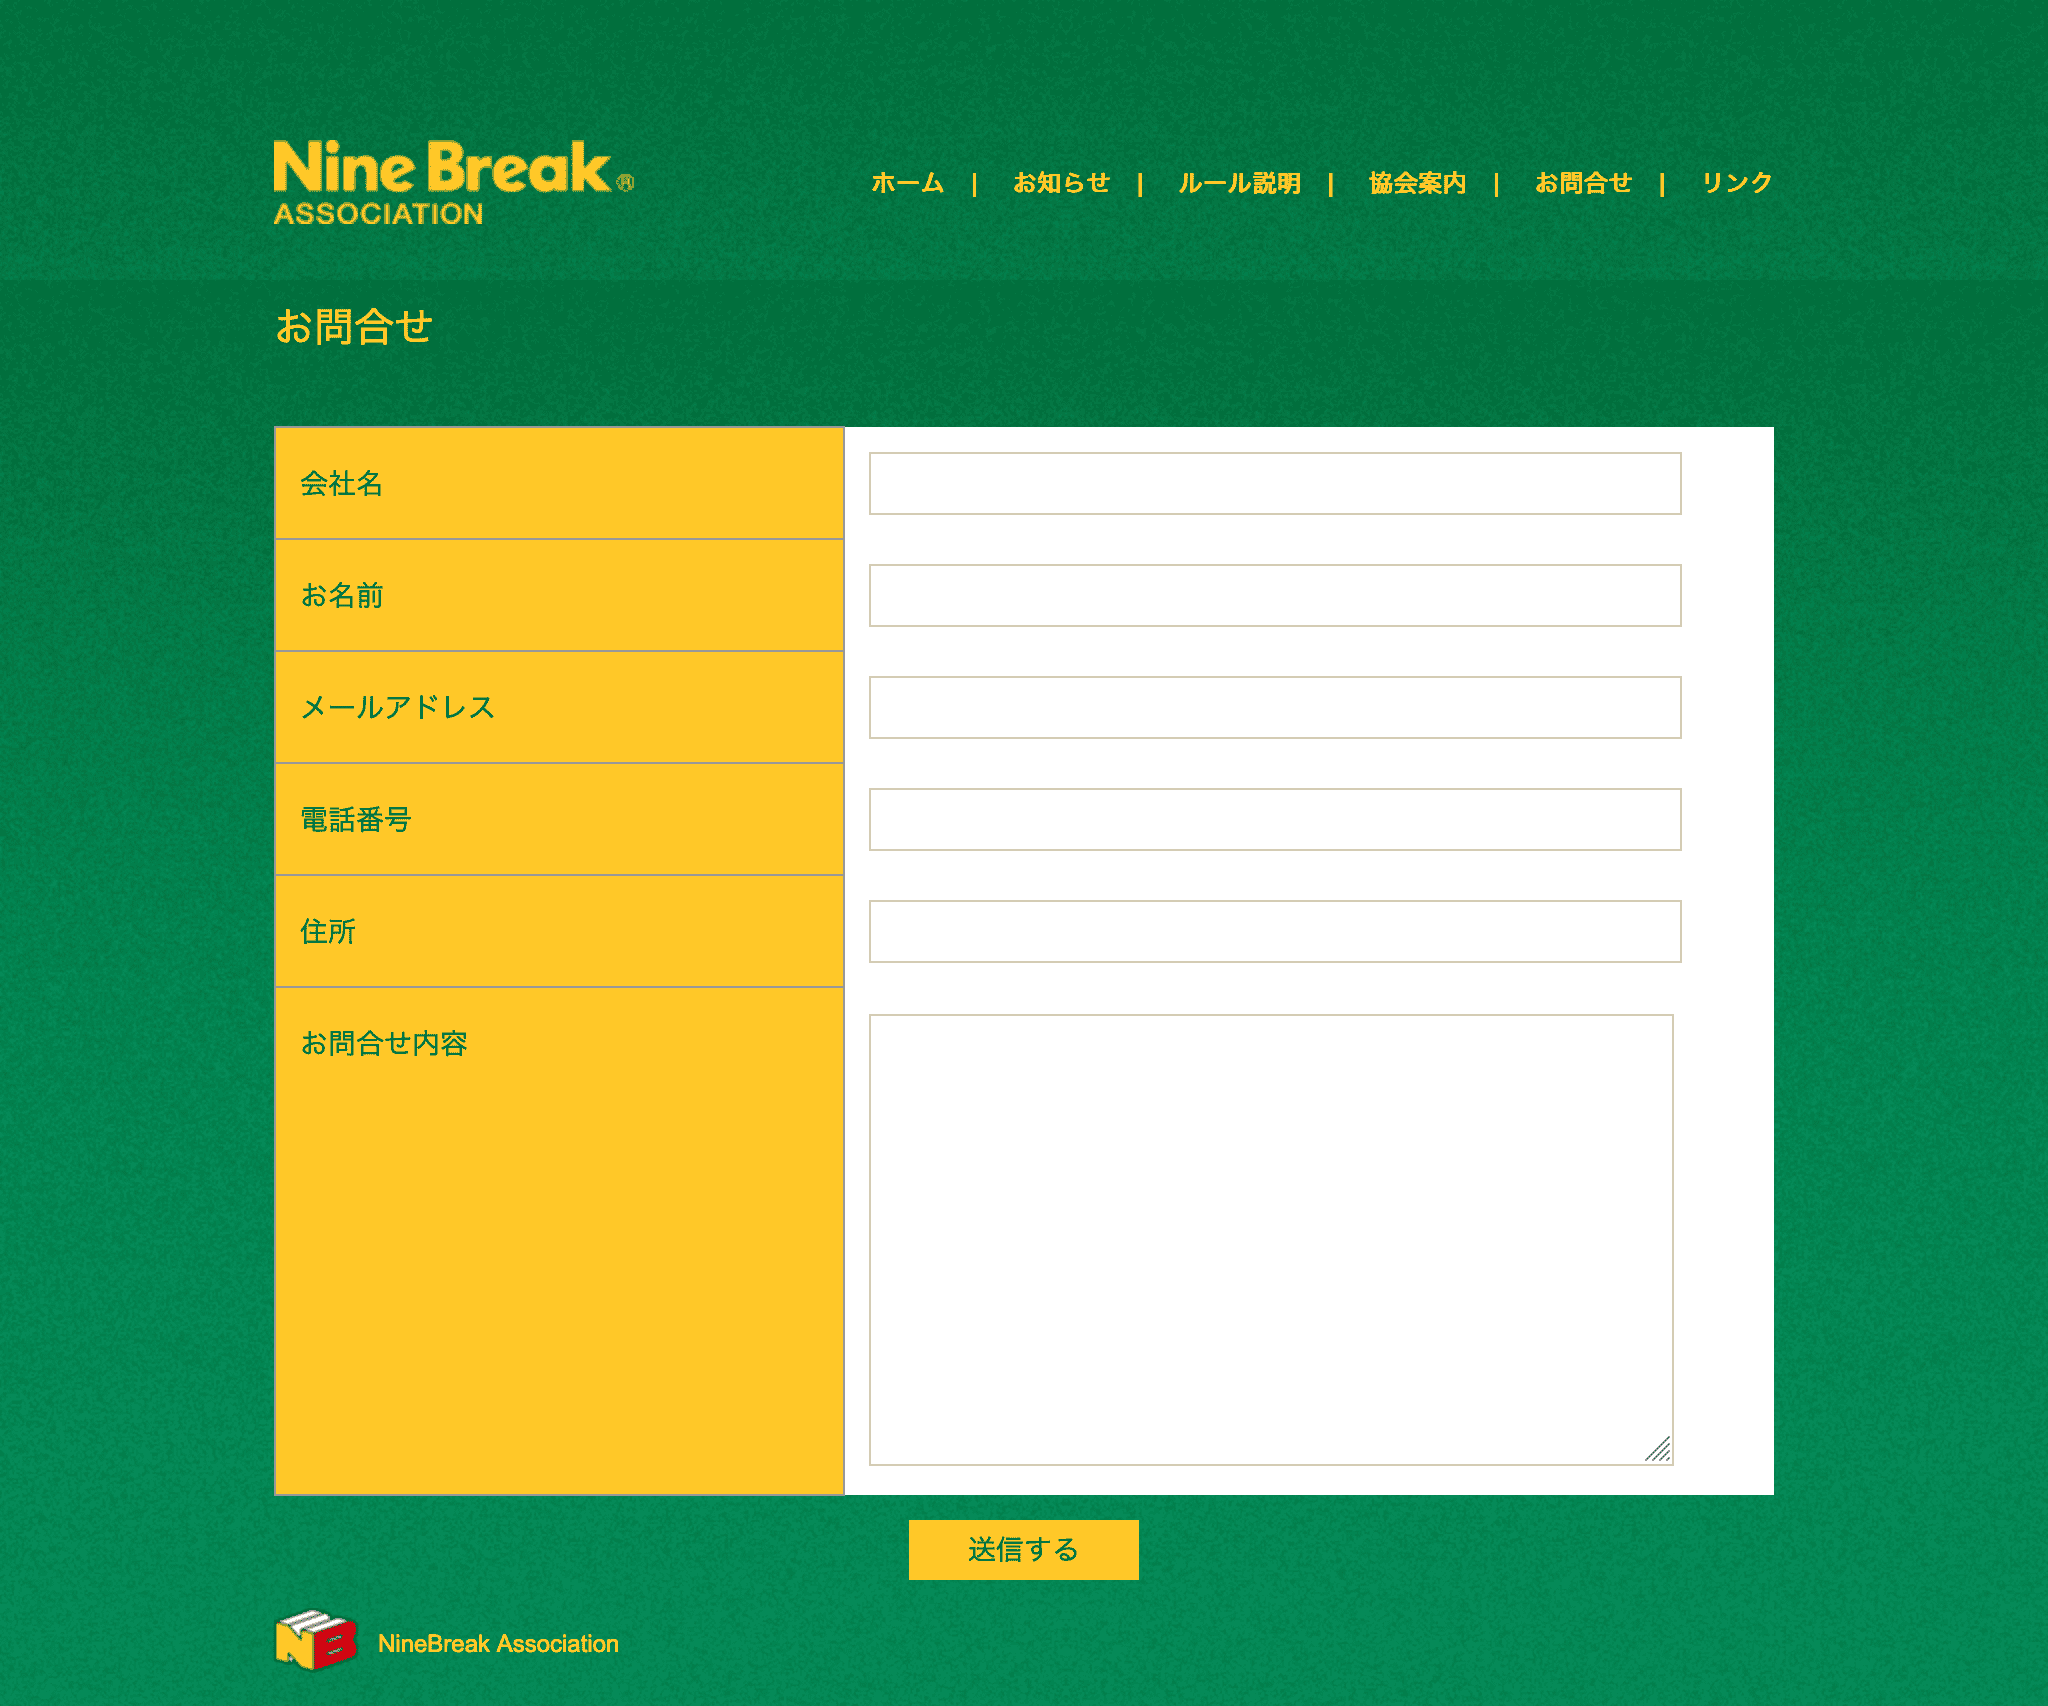 Nine Break ®
ASSOCIATION
ホーム | お知らせ | ルール説明 | 協会案内 | お問合せ | リンク
お問合せ
会社名
お名前
メールアドレス
電話番号
住所
お問合せ内容
送信する
NB NineBreak Association